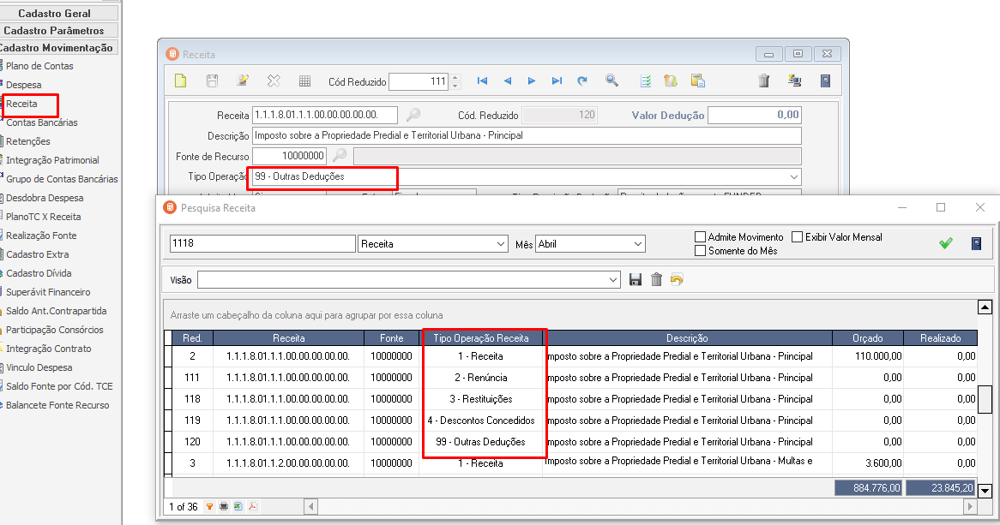 Cadastro Geral
Cadastro Parâmetros
Cadastro Movimentação
Plano de Contas
Despesa
Receita
Contas Bancárias
Retenções
Integração Patrimonial
Grupo de Contas Bancárias
Desdobra Despesa
PlanoTC X Receita
Realização Fonte
Cadastro Extra
Cadastro Dívida
Superávit Financeiro
Saldo Ant.Contrapartida
Participação Consórcios
Integração Contrato
Vinculo Despesa
Saldo Fonte por Cód. TCE
Balancete Fonte Recurso
Receita
Cód Reduzido 111
Receita 1.1.1.8.01.1.1.00.00.00.00.00. Cód. Reduzido 120 Valor Dedução 0,00
Descrição Imposto sobre a Propriedade Predial e Territorial Urbana - Principal
Fonte de Recurso 10000000
Tipo Operação 99 - Outras Deduções
Pesquisa Receita
1118 Receita Mês Abril Admite Movimento Exibir Valor Mensal
Somente do Mês
Visão
Arraste um cabeçalho da coluna aqui para agrupar por essa coluna
Red. Receita Fonte Tipo Operação Receita Descrição Orçado Realizado
2 1.1.1.8.01.1.1.00.00.00.00.00. 10000000 1 - Receita Imposto sobre a Propriedade Predial e Territorial Urbana - Principal 110.000,00 0,00
111 1.1.1.8.01.1.1.00.00.00.00.00. 10000000 2 - Renúncia Imposto sobre a Propriedade Predial e Territorial Urbana - Principal 0,00 0,00
118 1.1.1.8.01.1.1.00.00.00.00.00. 10000000 3 - Restituições Imposto sobre a Propriedade Predial e Territorial Urbana - Principal 0,00 0,00
119 1.1.1.8.01.1.1.00.00.00.00.00. 10000000 4 - Descontos Concedidos Imposto sobre a Propriedade Predial e Territorial Urbana - Principal 0,00 0,00
120 1.1.1.8.01.1.1.00.00.00.00.00. 10000000 99 - Outras Deduções Imposto sobre a Propriedade Predial e Territorial Urbana - Principal 0,00 0,00
3 1.1.1.8.01.1.2.00.00.00.00.00. 10000000 1 - Receita Imposto sobre a Propriedade Predial e Territorial Urbana - Multas e 3.600,00 0,00
884.776,00 23.845,20
1 of 36